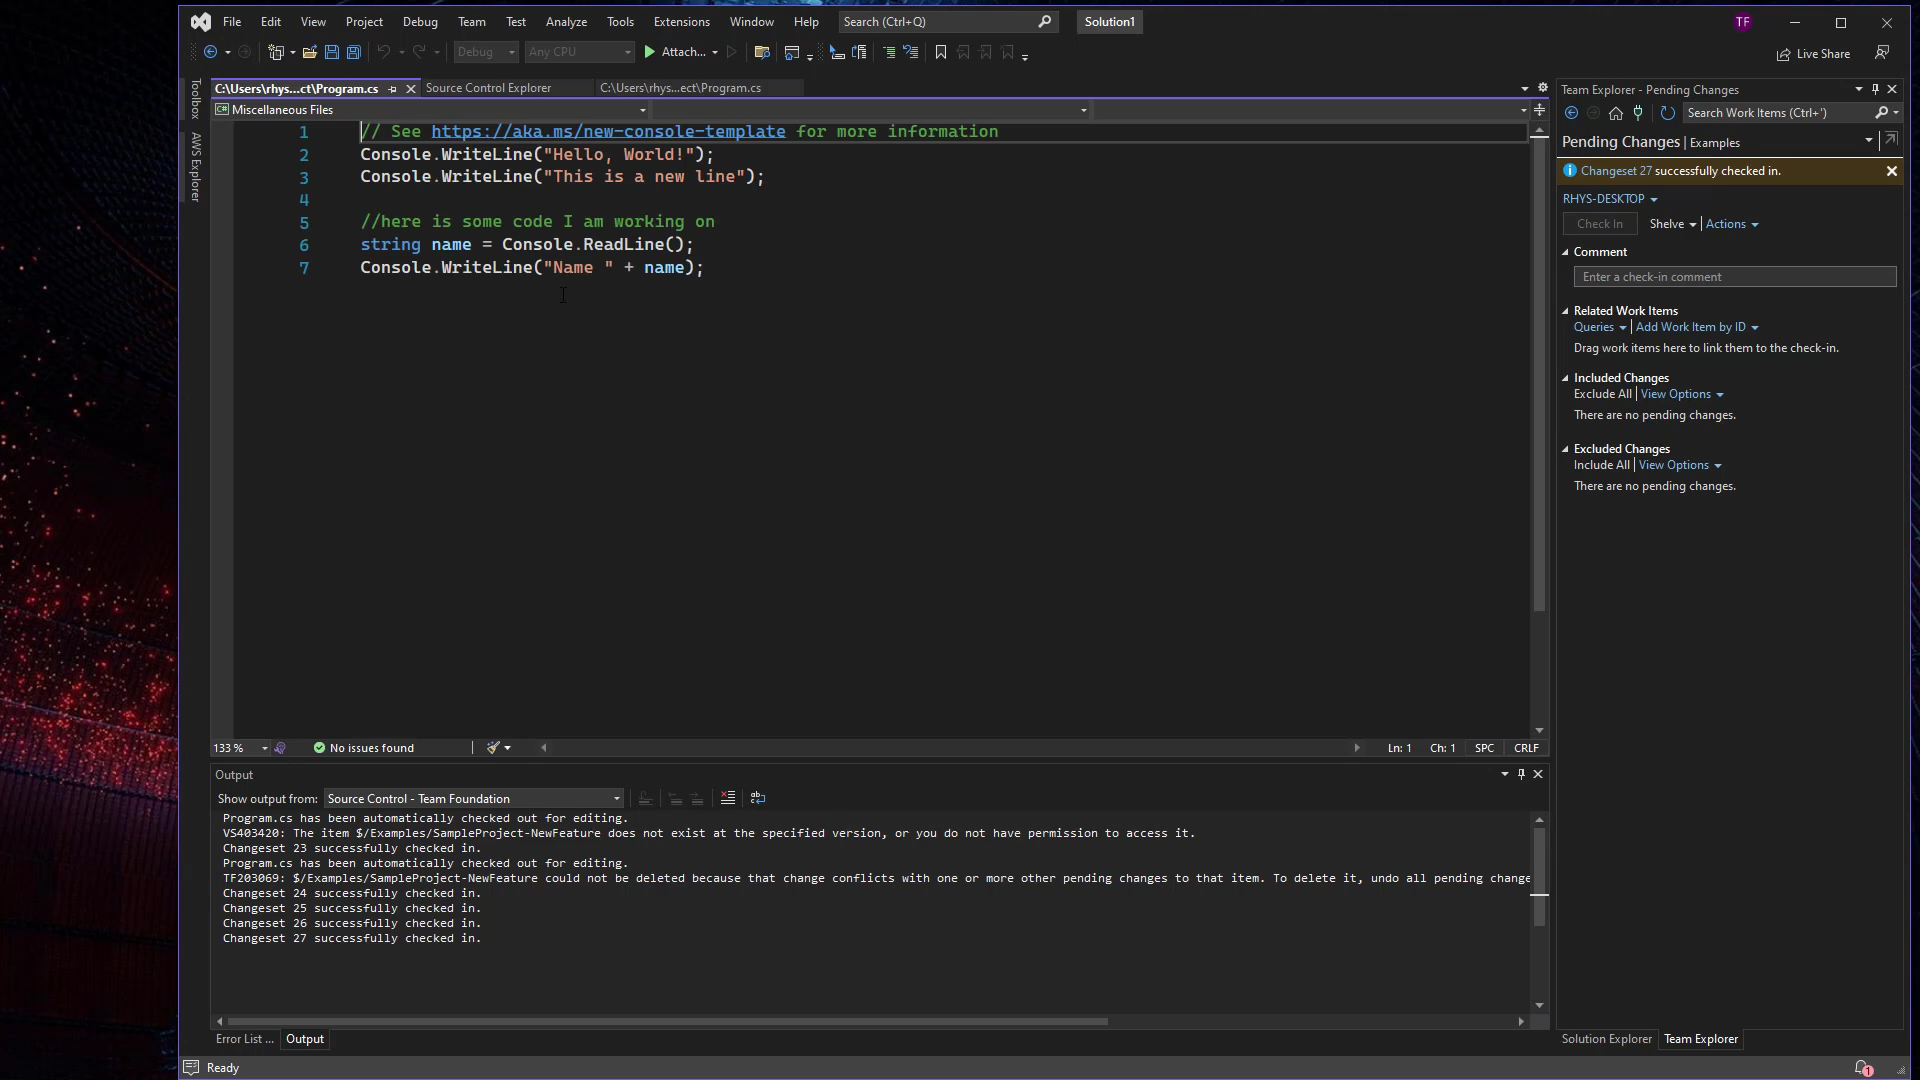 File Edit View Project Debug Team Test Analyze Tools Extensions Window Help Search (Ctrl+Q) Solution1 TF
Debug Any CPU Attach... Live Share
Toolbox
AWS Explorer
C:\Users\rhys...ct\Program.cs Source Control Explorer C:\Users\rhys...ect\Program.cs
C# Miscellaneous Files
1 // See https://aka.ms/new-console-template for more information
2 Console.WriteLine("Hello, World!");
3 Console.WriteLine("This is a new line");
4
5 //here is some code I am working on
6 string name = Console.ReadLine();
7 Console.WriteLine("Name " + name);
133 % No issues found Ln: 1 Ch: 1 SPC CRLF
Output
Show output from: Source Control - Team Foundation
Program.cs has been automatically checked out for editing.
VS403420: The item $/Examples/SampleProject-NewFeature does not exist at the specified version, or you do not have permission to access it.
Changeset 23 successfully checked in.
Program.cs has been automatically checked out for editing.
TF203069: $/Examples/SampleProject-NewFeature could not be deleted because that change conflicts with one or more other pending changes to that item. To delete it, undo all pending change
Changeset 24 successfully checked in.
Changeset 25 successfully checked in.
Changeset 26 successfully checked in.
Changeset 27 successfully checked in.
Error List ... Output
Team Explorer - Pending Changes
Search Work Items (Ctrl+')
Pending Changes | Examples
Changeset 27 successfully checked in.
RHYS-DESKTOP
Check In Shelve Actions
Comment
Enter a check-in comment
Related Work Items
Queries | Add Work Item by ID
Drag work items here to link them to the check-in.
Included Changes
Exclude All | View Options
There are no pending changes.
Excluded Changes
Include All | View Options
There are no pending changes.
Solution Explorer Team Explorer
Ready 1